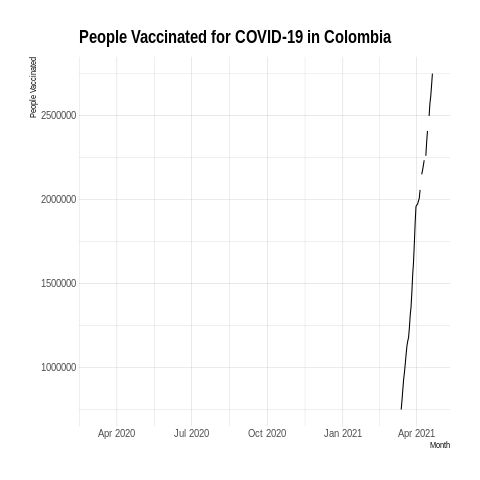 People Vaccinated for COVID-19 in Colombia
People Vaccinated
2500000
2000000
1500000
1000000
Apr 2020 Jul 2020 Oct 2020 Jan 2021 Apr 2021
Month